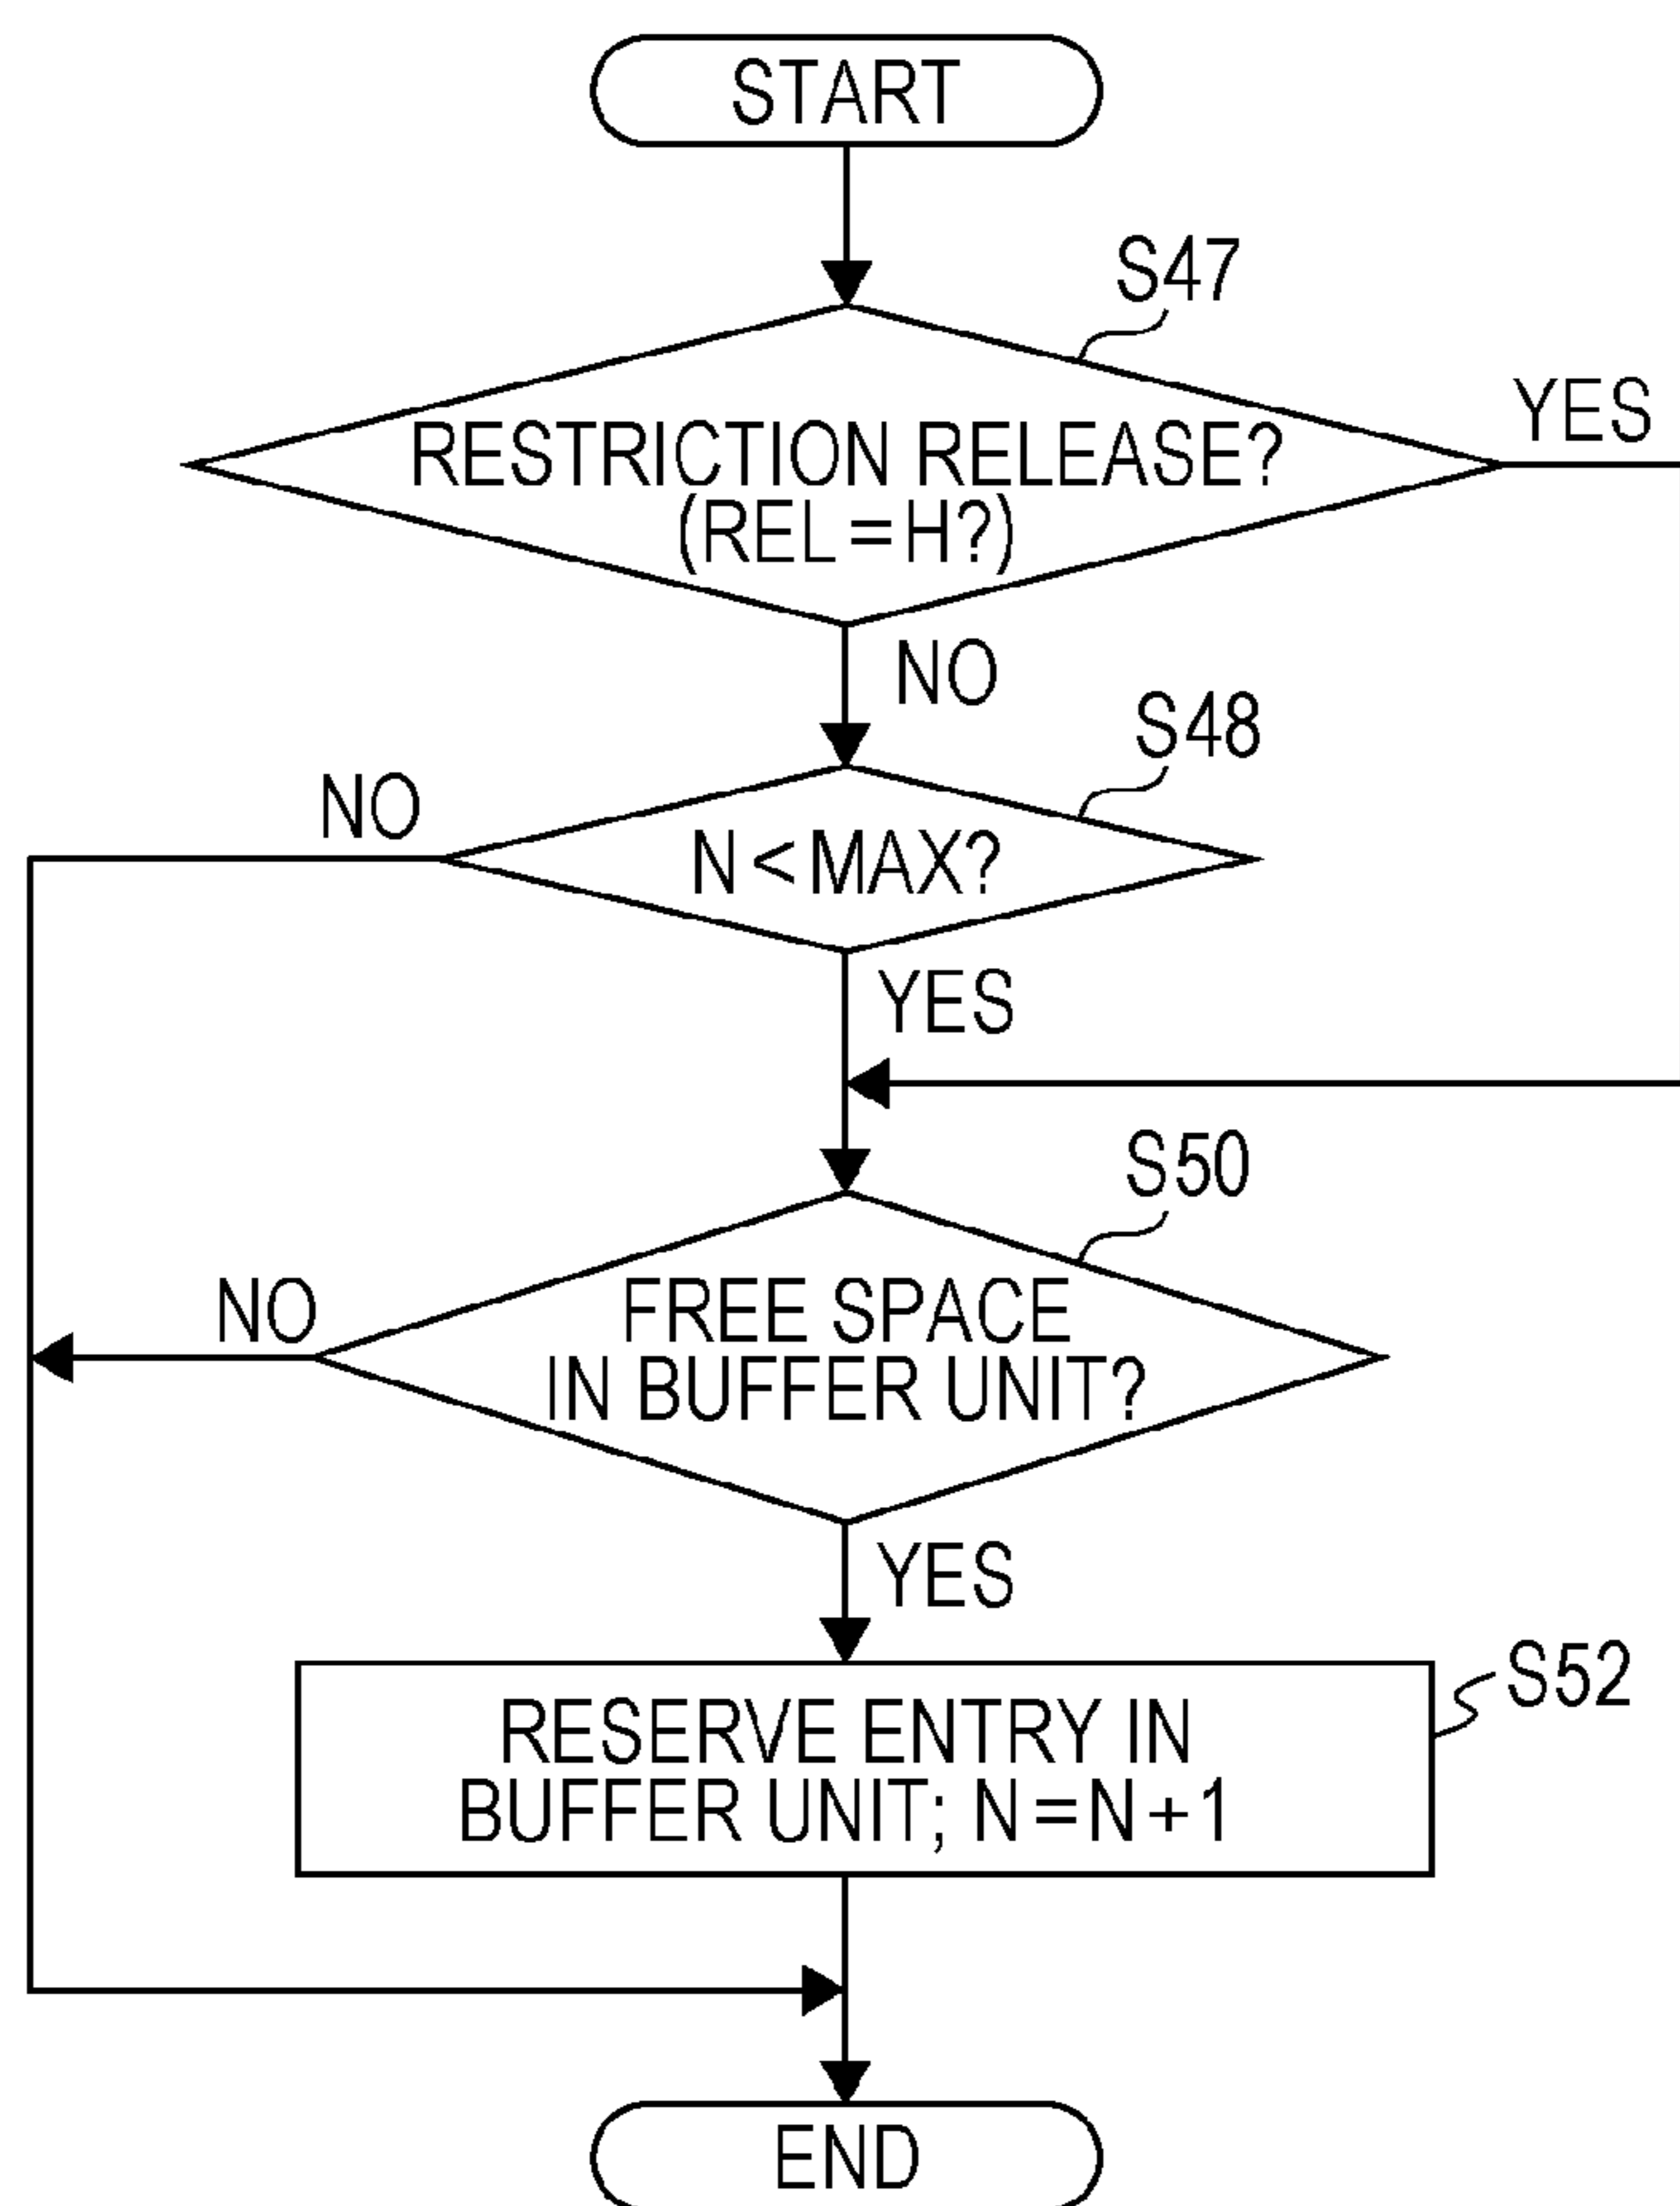 START
S47
YES
RESTRICTION RELEASE?
(REL=H?)
NO
S48
NO
N<MAX?
YES
S50
NO
FREE SPACE
IN BUFFER UNIT?
YES
S52
RESERVE ENTRY IN
BUFFER UNIT; N=N+1
END